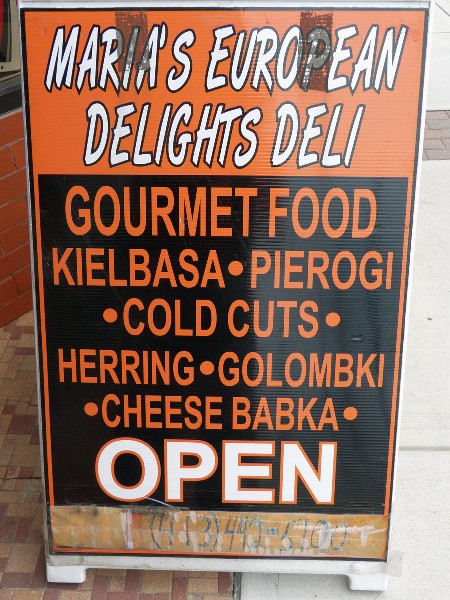 MARIA'S EUROPEAN
DELIGHTS DELI
GOURMET FOOD
KIELBASA•PIEROGI
•COLD CUTS•
HERRING•GOLOMBKI
•CHEESE BABKA•
OPEN